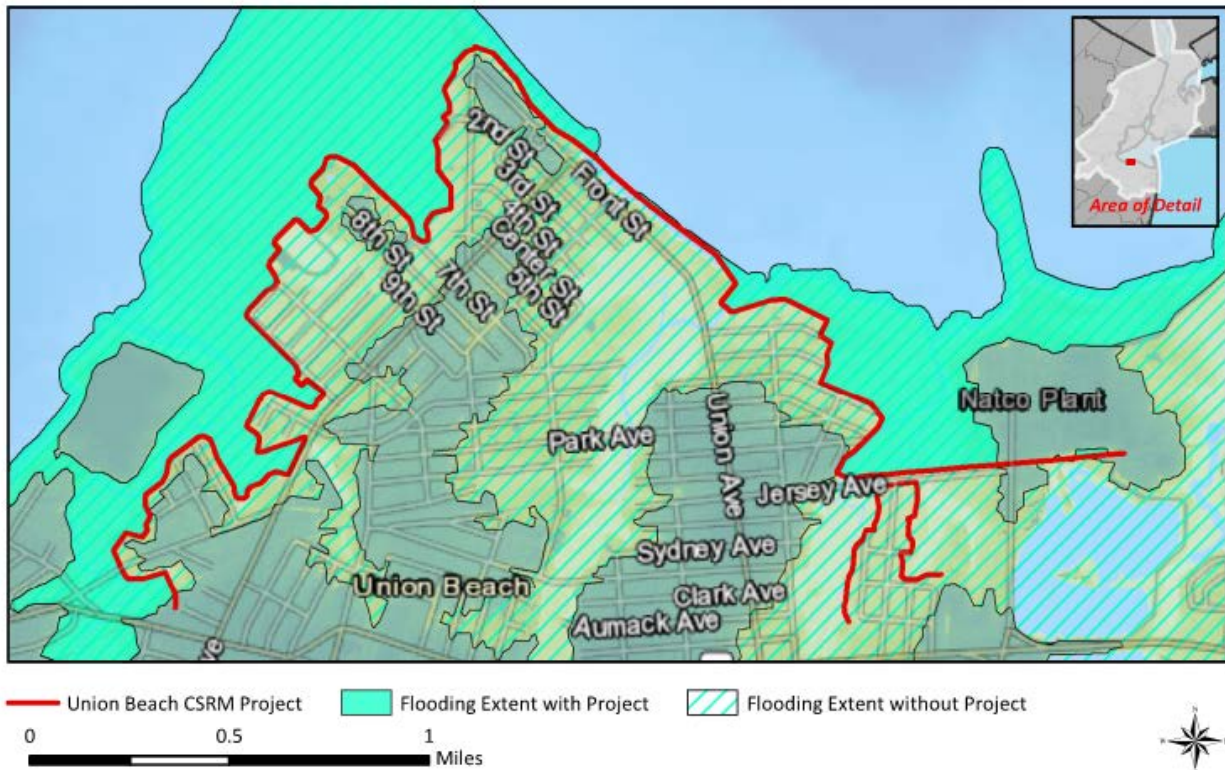 Area of Detail
2nd St
3rd St
4th St
Center St
5th St
Front St
8th St
9th St
7th St
Natco Plant
Park Ave
Union Ave
Jersey Ave
Sydney Ave
Union Beach
Clark Ave
Aumack Ave
ve
Union Beach CSRM Project
Flooding Extent with Project
Flooding Extent without Project
0 0.5 1
Miles